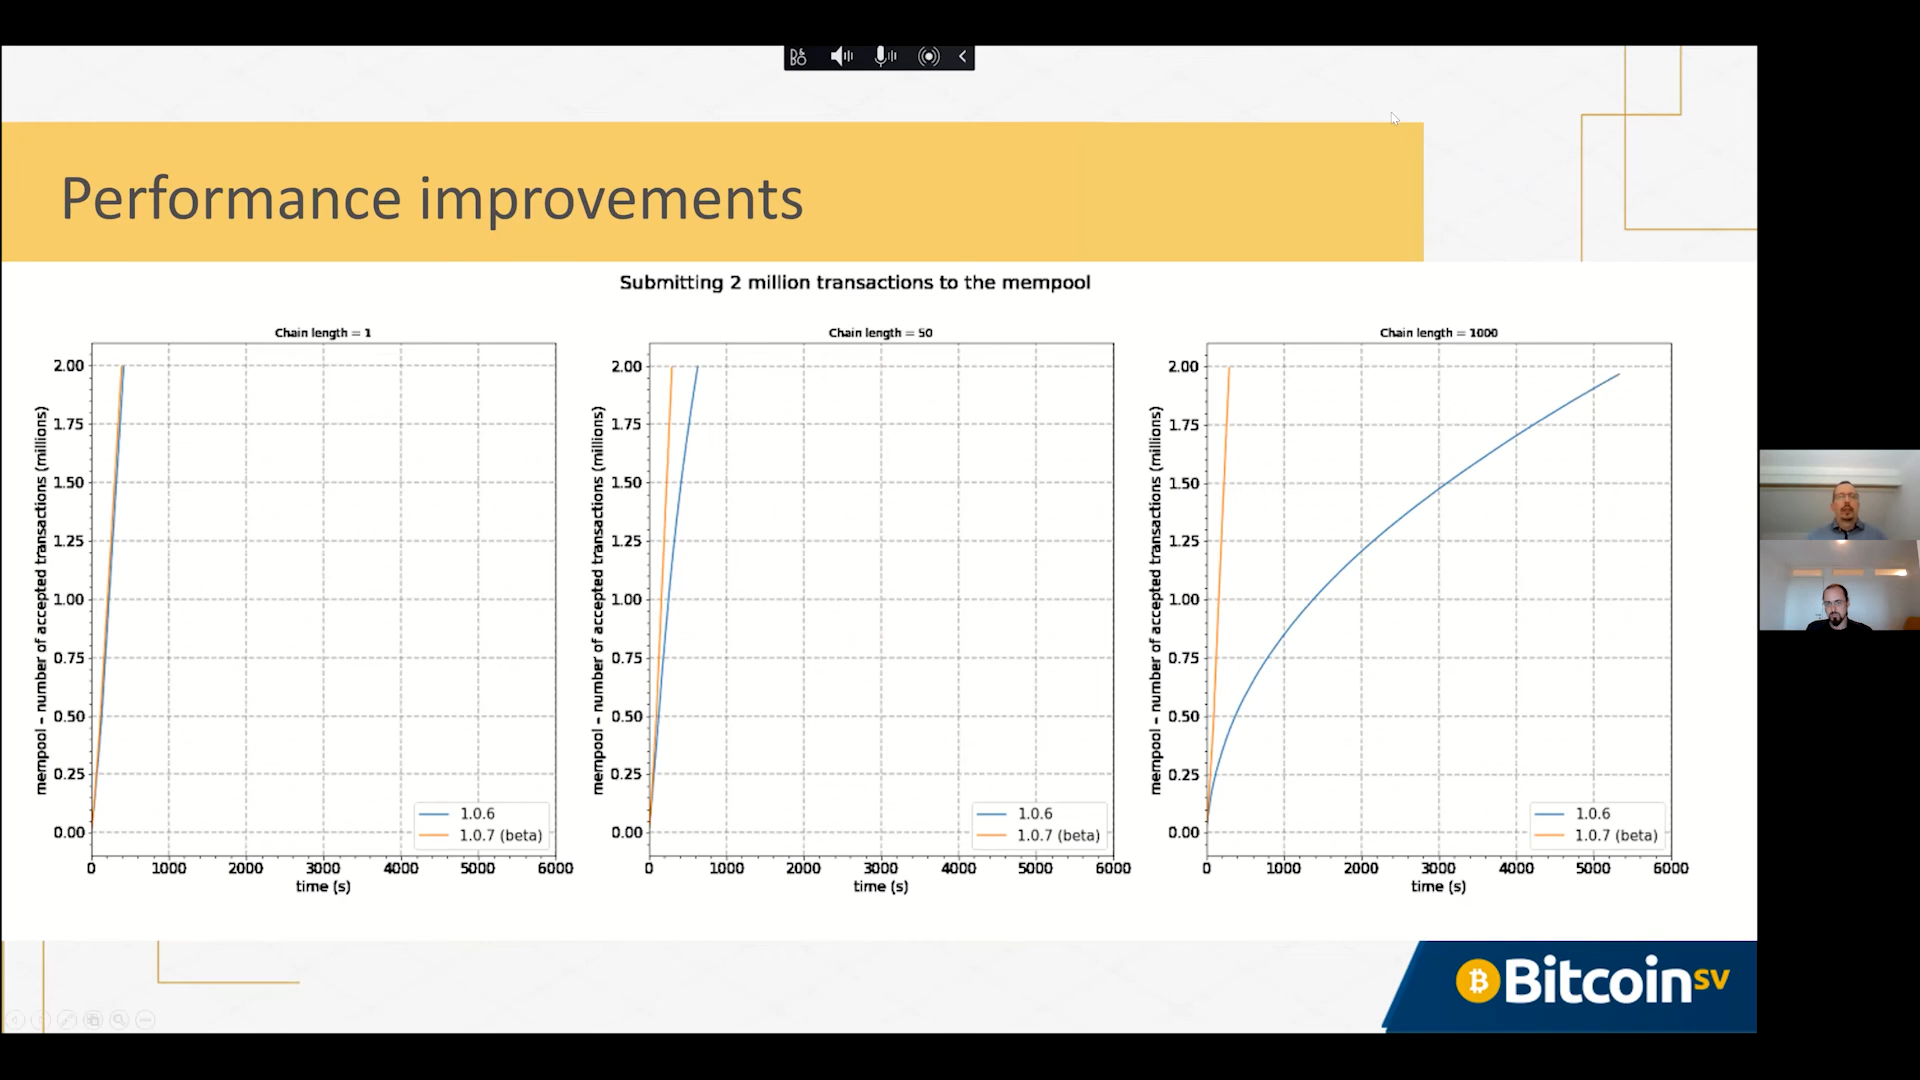 Performance improvements
Submitting 2 million transactions to the mempool
Chain length = 1
mempool - number of accepted transactions (millions)
2.00
1.75
1.50
1.25
1.00
0.75
0.50
0.25
0.00
1.0.6
1.0.7 (beta)
0 1000 2000 3000 4000 5000 6000
time (s)
Chain length = 50
mempool - number of accepted transactions (millions)
2.00
1.75
1.50
1.25
1.00
0.75
0.50
0.25
0.00
1.0.6
1.0.7 (beta)
0 1000 2000 3000 4000 5000 6000
time (s)
Chain length = 1000
mempool - number of accepted transactions (millions)
2.00
1.75
1.50
1.25
1.00
0.75
0.50
0.25
0.00
1.0.6
1.0.7 (beta)
0 1000 2000 3000 4000 5000 6000
time (s)
Bitcoin SV